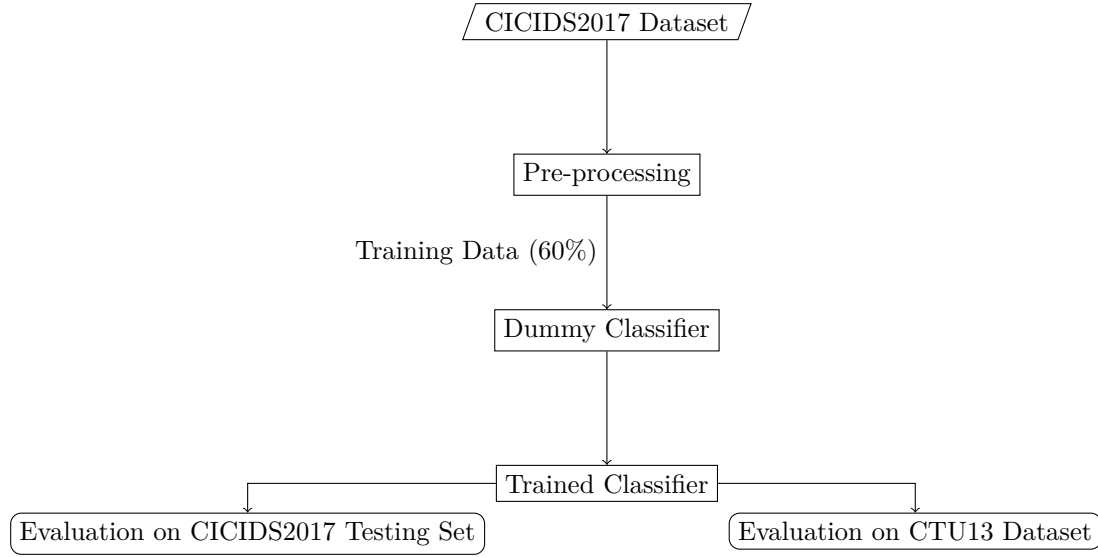 CICIDS2017 Dataset
Pre-processing
Training Data (60%)
Dummy Classifier
Trained Classifier
Evaluation on CICIDS2017 Testing Set
Evaluation on CTU13 Dataset